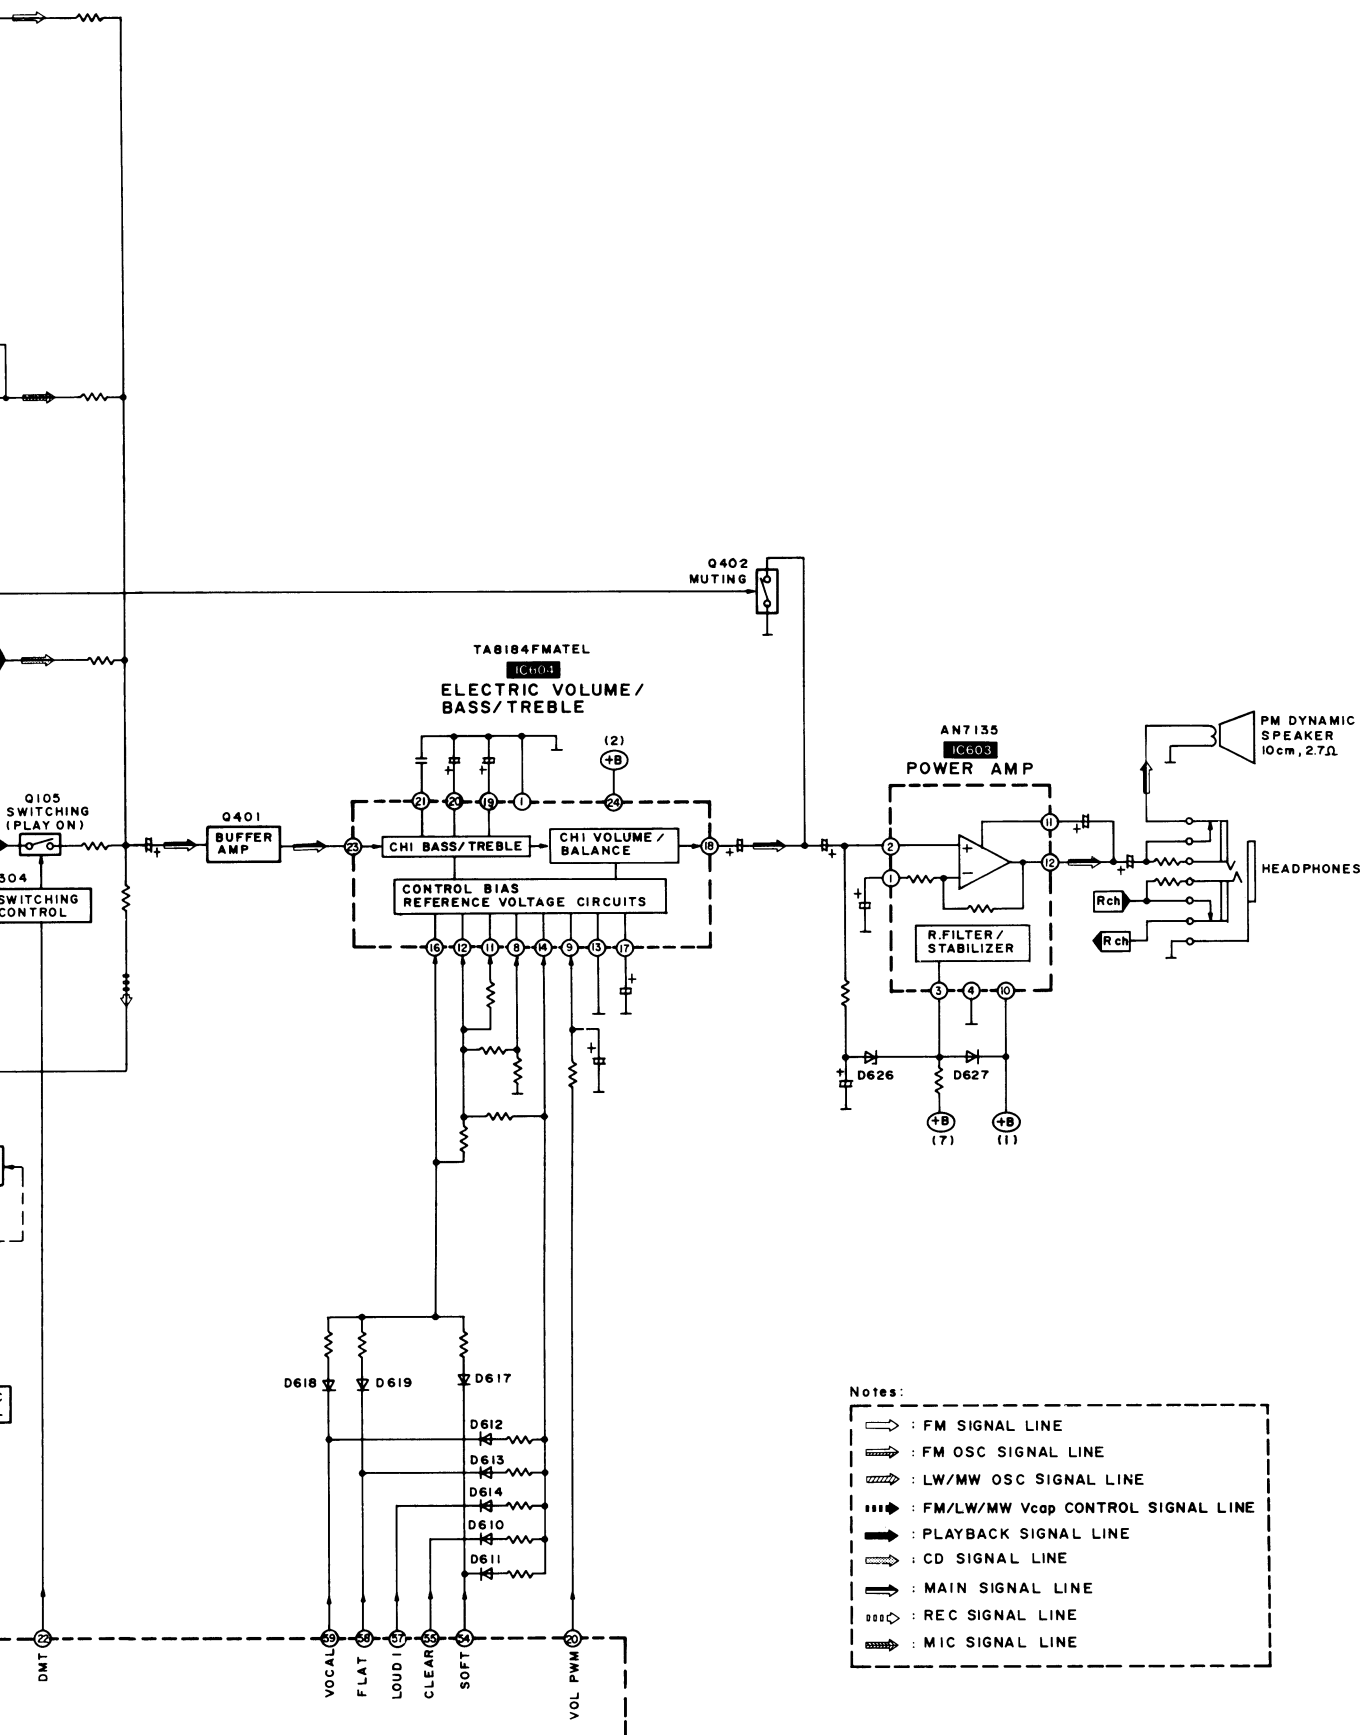 Q402
MUTING
TA8184FMATEL
IC604
ELECTRIC VOLUME/
BASS/TREBLE
(2)
+B
21
20
19
1
24
Q105
SWITCHING
(PLAY ON)
Q401
BUFFER
AMP
23
CH1 BASS/TREBLE
CH1 VOLUME/
BALANCE
18
304
SWITCHING
CONTROL
CONTROL BIAS
REFERENCE VOLTAGE CIRCUITS
16
12
11
8
14
9
13
17
AN7135
IC603
POWER AMP
PM DYNAMIC
SPEAKER
10cm, 2.7Ω
2
1
11
12
R.FILTER/
STABILIZER
3
4
10
HEADPHONES
Rch
Rch
D626
D627
+B
(7)
+B
(1)
D618
D619
D617
D612
D613
D614
D610
D611
22
59
58
57
55
54
20
DMT
VOCAL
FLAT
LOUD1
CLEAR
SOFT
VOL PWM
Notes:
: FM SIGNAL LINE
: FM OSC SIGNAL LINE
: LW/MW OSC SIGNAL LINE
: FM/LW/MW Vcap CONTROL SIGNAL LINE
: PLAYBACK SIGNAL LINE
: CD SIGNAL LINE
: MAIN SIGNAL LINE
: REC SIGNAL LINE
: MIC SIGNAL LINE